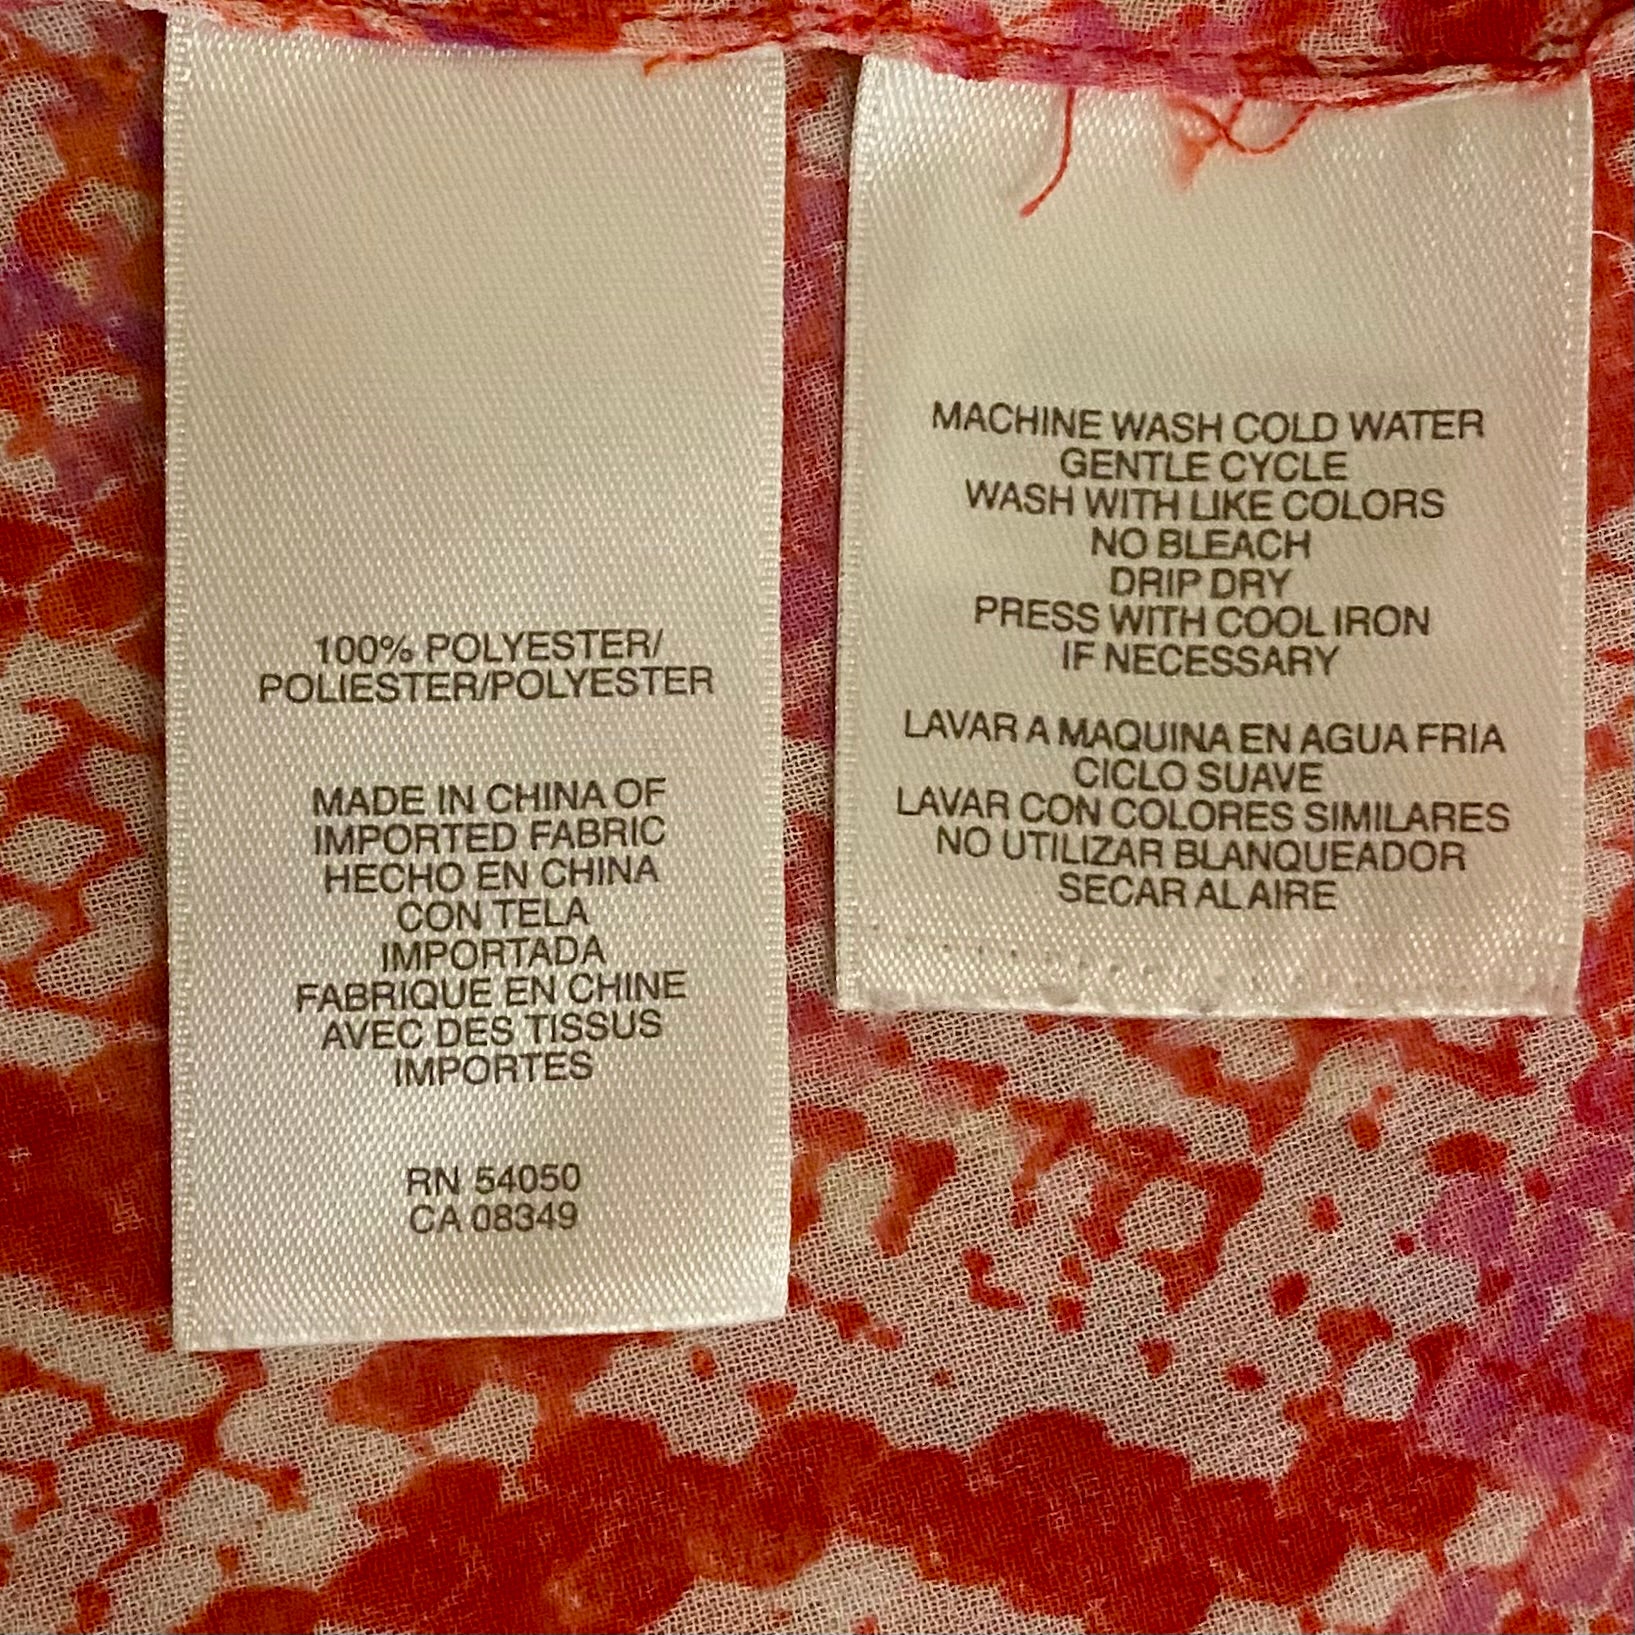 100% POLYESTER/
POLIESTER/POLYESTER
MADE IN CHINA OF
IMPORTED FABRIC
HECHO EN CHINA
CON TELA
IMPORTADA
FABRIQUE EN CHINE
AVEC DES TISSUS
IMPORTES
RN 54050
CA 08349
MACHINE WASH COLD WATER
GENTLE CYCLE
WASH WITH LIKE COLORS
NO BLEACH
DRIP DRY
PRESS WITH COOL IRON
IF NECESSARY
LAVAR A MAQUINA EN AGUA FRIA
CICLO SUAVE
LAVAR CON COLORES SIMILARES
NO UTILIZAR BLANQUEADOR
SECAR AL AIRE